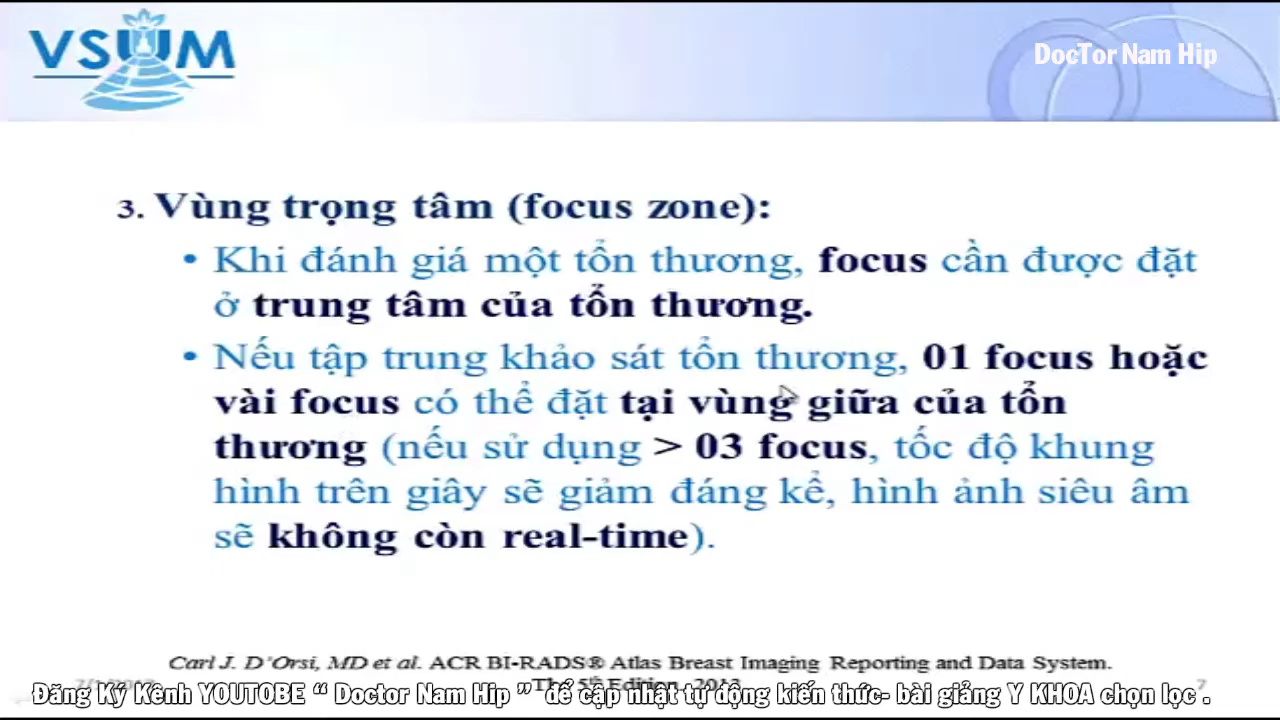 VSUM
DocTor Nam Hip
3. Vùng trọng tâm (focus zone):
• Khi đánh giá một tổn thương, focus cần được đặt
ở trung tâm của tổn thương.
• Nếu tập trung khảo sát tổn thương, 01 focus hoặc
vài focus có thể đặt tại vùng giữa của tổn
thương (nếu sử dụng > 03 focus, tốc độ khung
hình trên giây sẽ giảm đáng kể, hình ảnh siêu âm
sẽ không còn real-time).
Carl J. D'Orsi, MD et al. ACR BI-RADS® Atlas Breast Imaging Reporting and Data System.
The 5th Edition. 2013
7
Đăng Ký Kênh YOUTOBE “ Doctor Nam Hip ” để cập nhật tự động kiến thức- bài giảng Y KHOA chọn lọc .